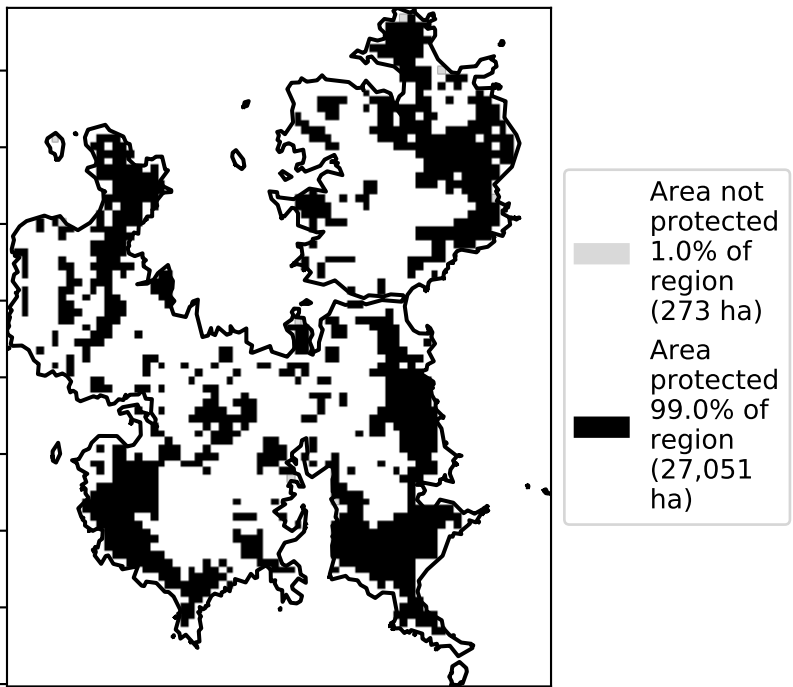 Area not
protected
1.0% of
region
(273 ha)
Area
protected
99.0% of
region
(27,051
ha)